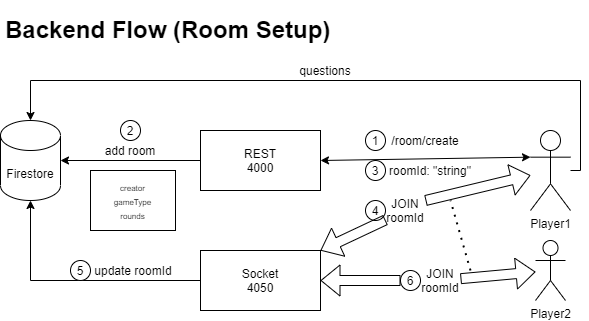 Backend Flow (Room Setup)
questions
2
add room
1
/room/create
REST
4000
Firestore
3
roomId: "string"
creator
gameType
rounds
4
JOIN
roomId
Player1
5
update roomId
Socket
4050
6
JOIN
roomId
Player2